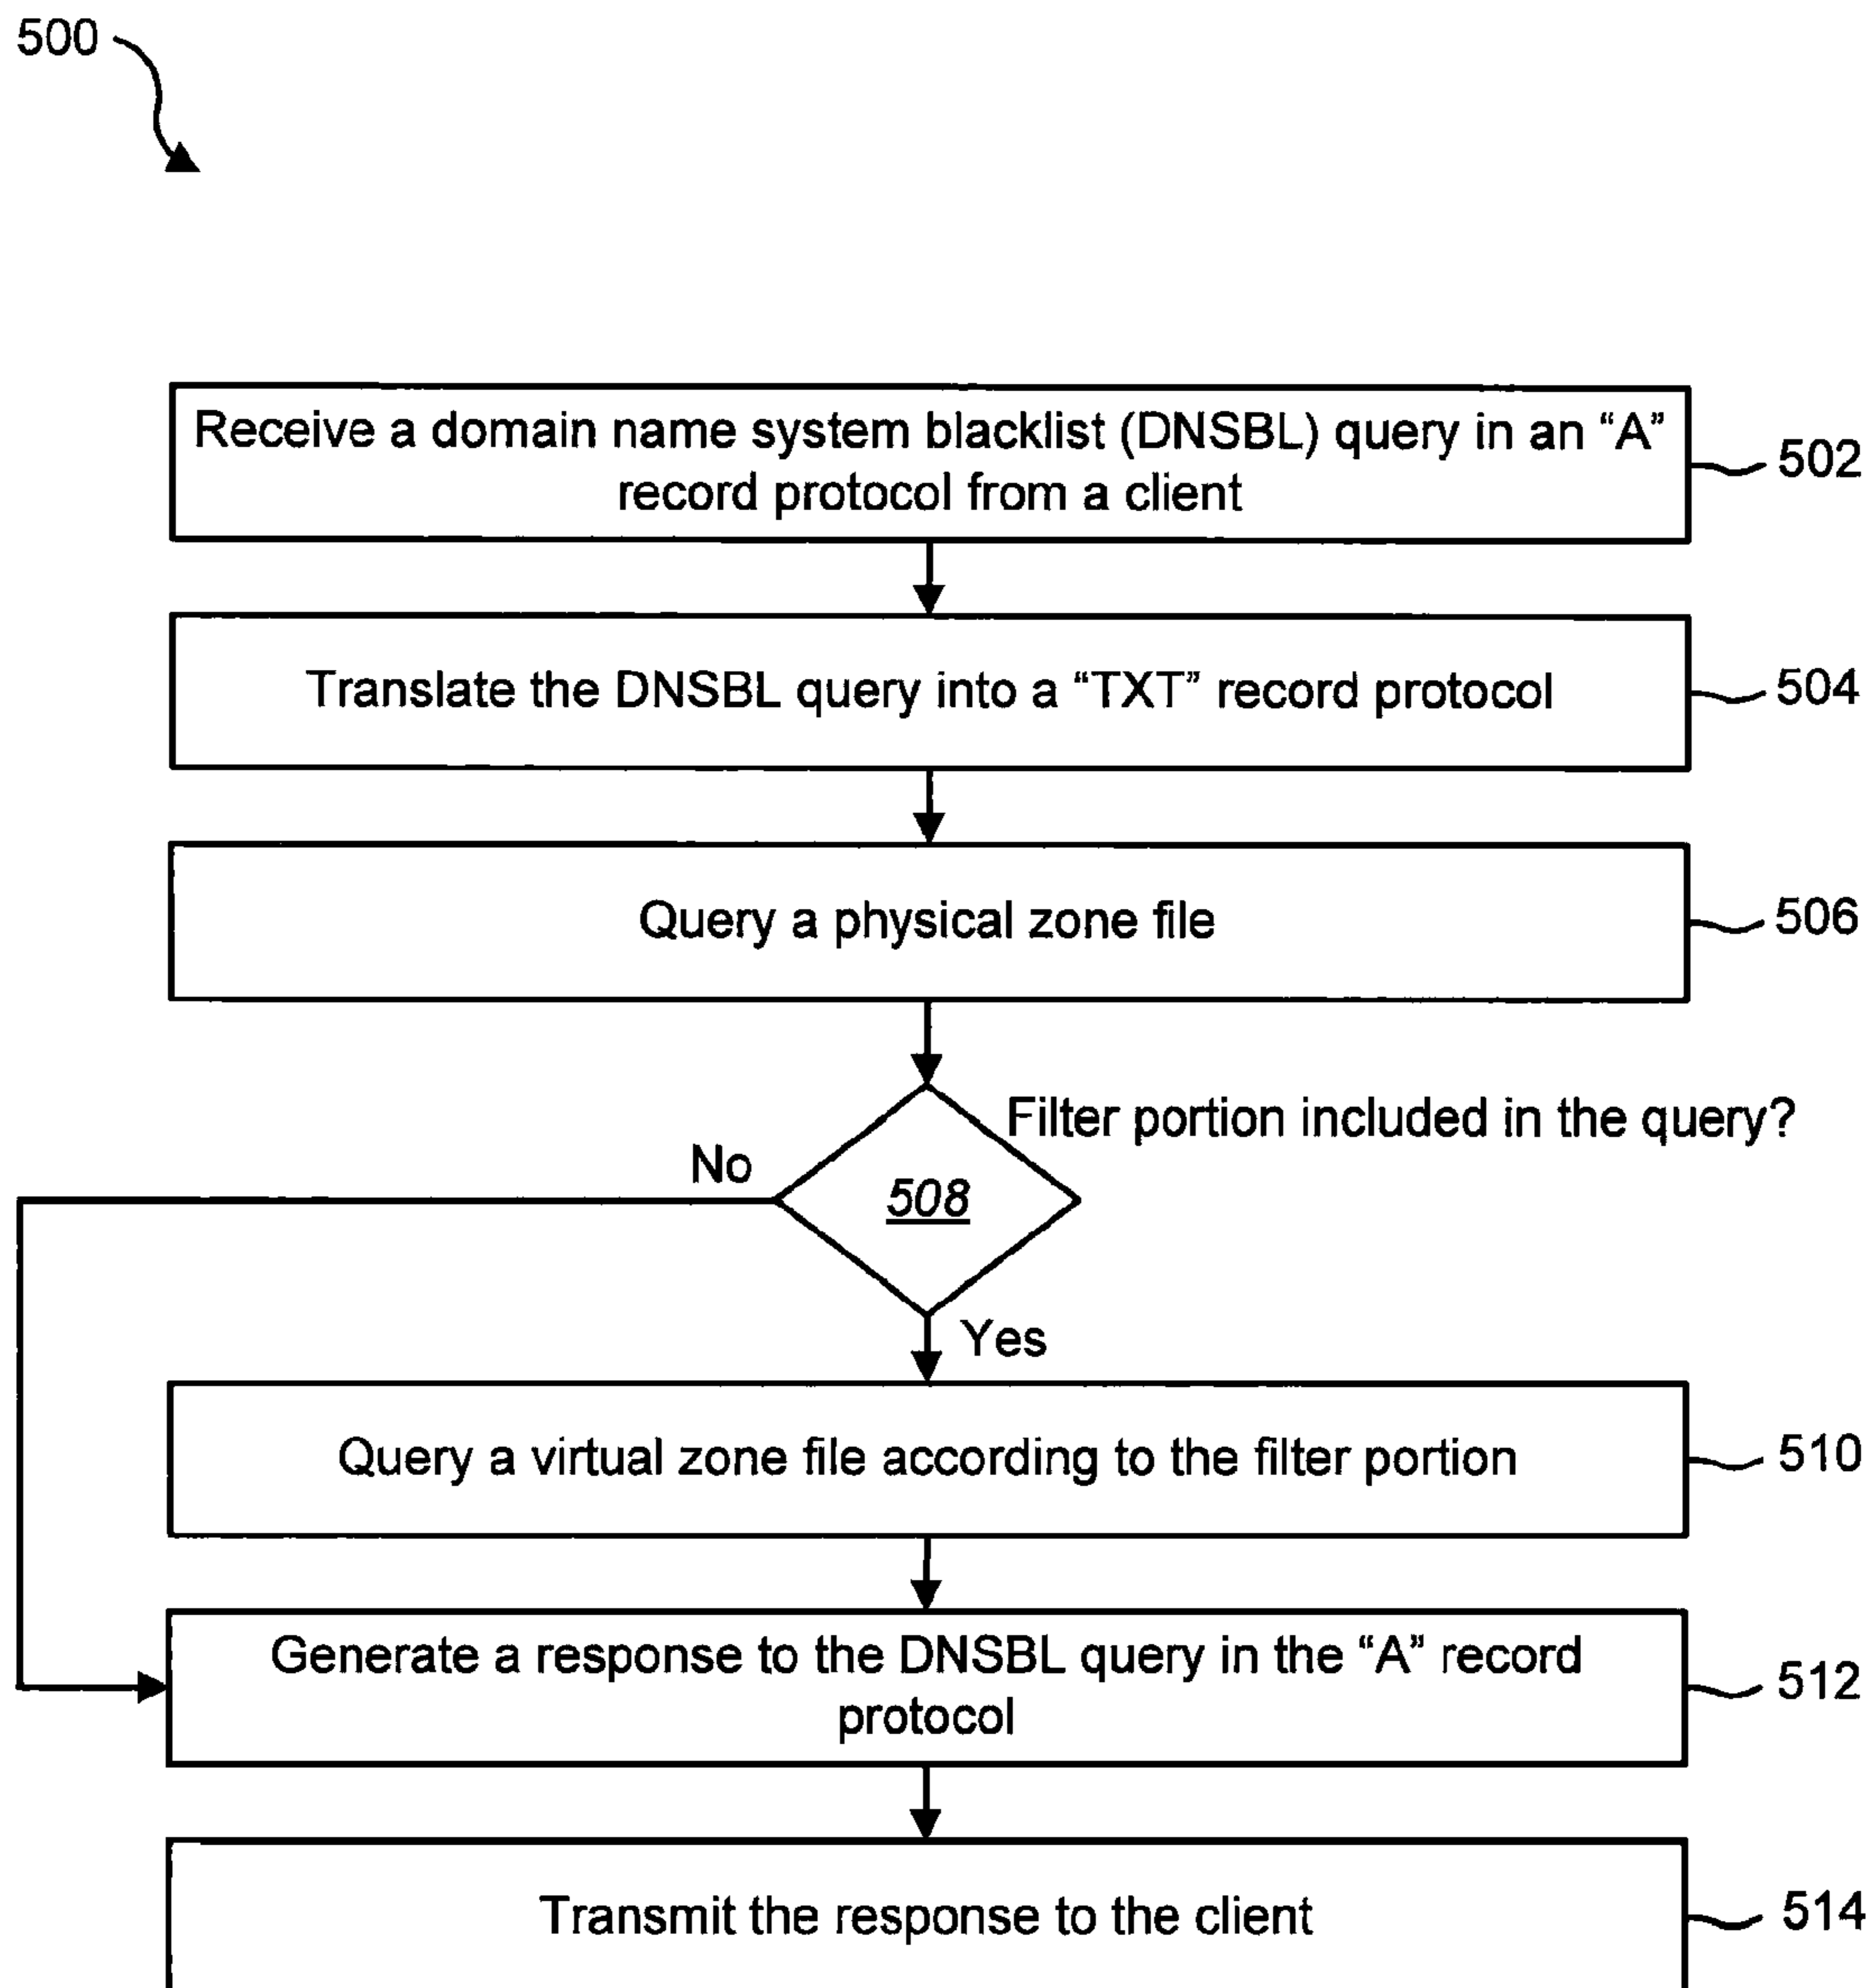 500
Receive a domain name system blacklist (DNSBL) query in an “A”
record protocol from a client
502
Translate the DNSBL query into a “TXT” record protocol
504
Query a physical zone file
506
Filter portion included in the query?
No
508
Yes
Query a virtual zone file according to the filter portion
510
Generate a response to the DNSBL query in the “A” record
protocol
512
Transmit the response to the client
514